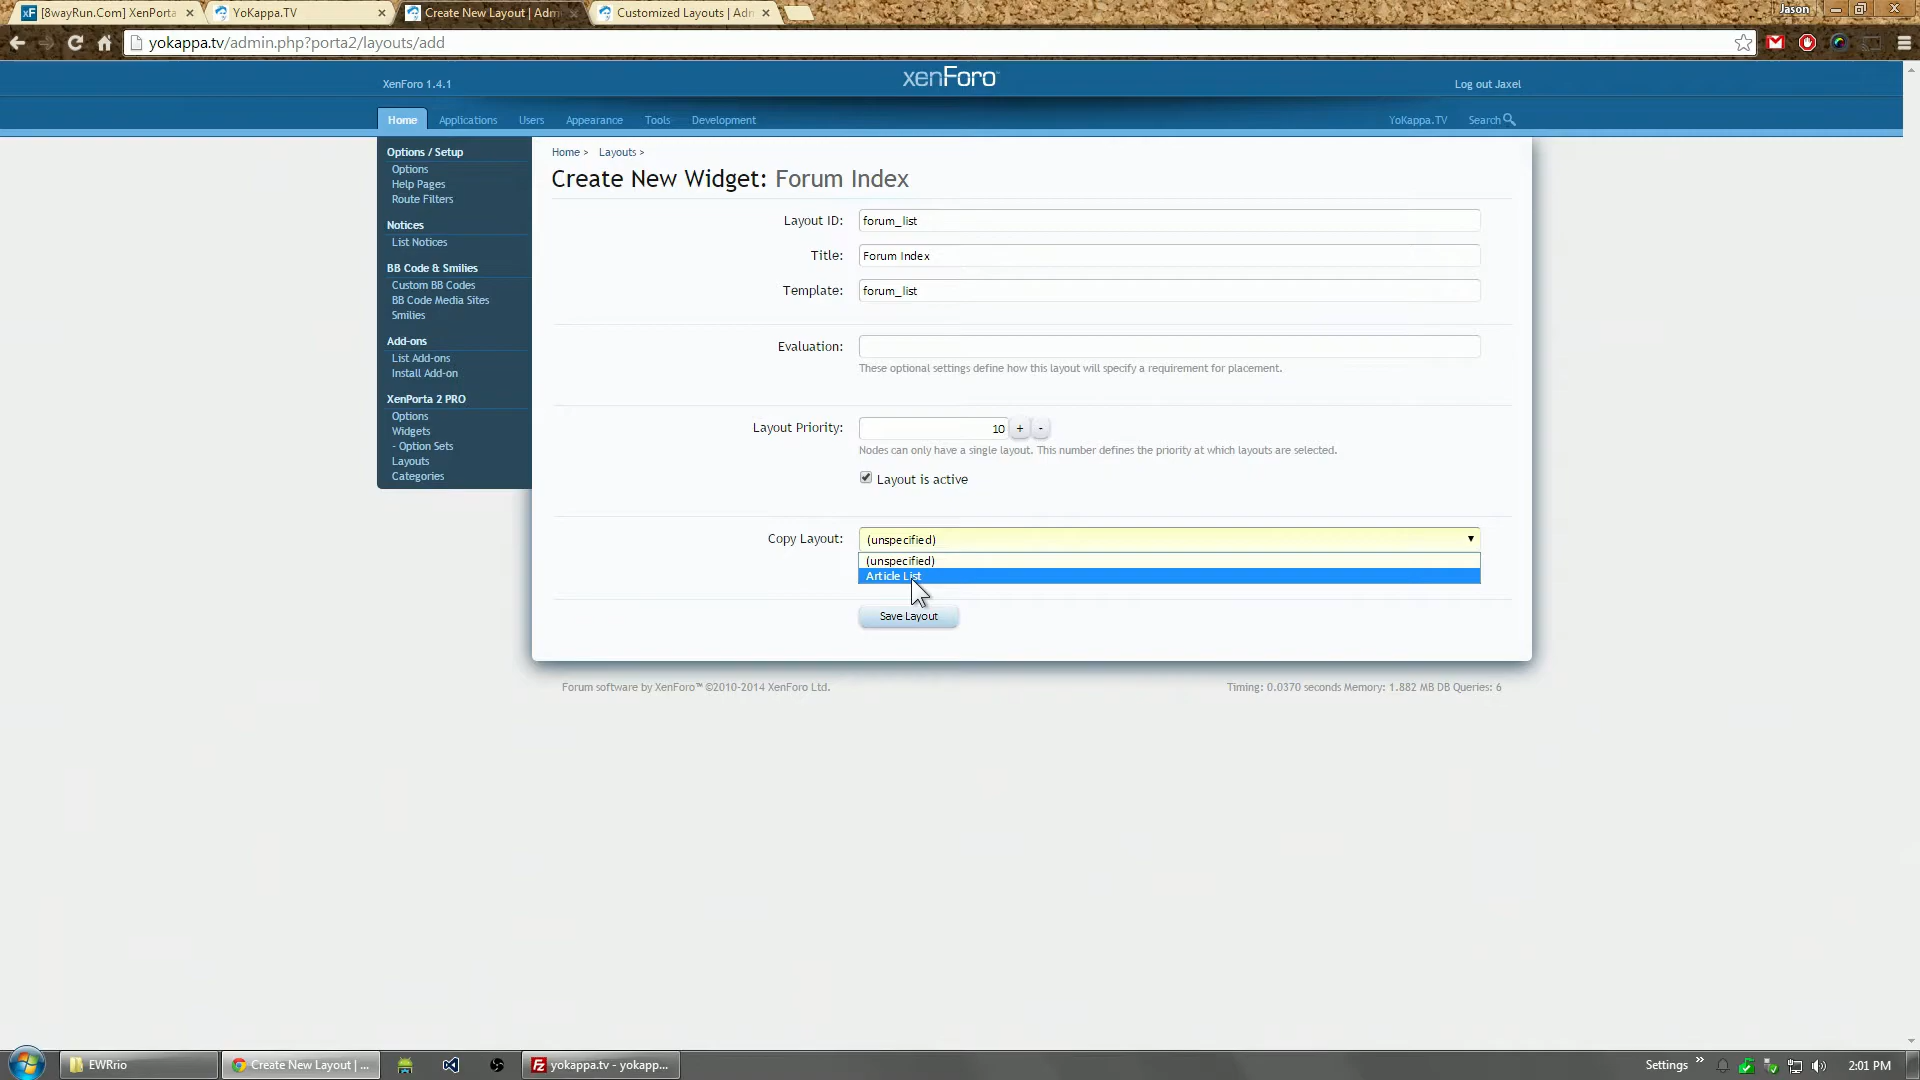 [8wayRun.Com] XenPorta
YoKappa.TV
Create New Layout | Adm
Customized Layouts | Adm
Jason
yokappa.tv/admin.php?porta2/layouts/add
XenForo 1.4.1
xenForo
Log out Jaxel
Home
Applications
Users
Appearance
Tools
Development
YoKappa.TV
Search
Options / Setup
Options
Help Pages
Route Filters
Notices
List Notices
BB Code & Smilies
Custom BB Codes
BB Code Media Sites
Smilies
Add-ons
List Add-ons
Install Add-on
XenPorta 2 PRO
Options
Widgets
- Option Sets
Layouts
Categories
Home >
Layouts >
Create New Widget: Forum Index
Layout ID: forum_list
Title: Forum Index
Template: forum_list
Evaluation:
These optional settings define how this layout will specify a requirement for placement.
Layout Priority: 10 + -
Nodes can only have a single layout. This number defines the priority at which layouts are selected.
Layout is active
Copy Layout: (unspecified)
(unspecified)
Article List
Save Layout
Forum software by XenForo™ ©2010-2014 XenForo Ltd.
Timing: 0.0370 seconds Memory: 1.882 MB DB Queries: 6
EWRrio
Create New Layout | ...
yokappa.tv - yokapp...
Settings
2:01 PM